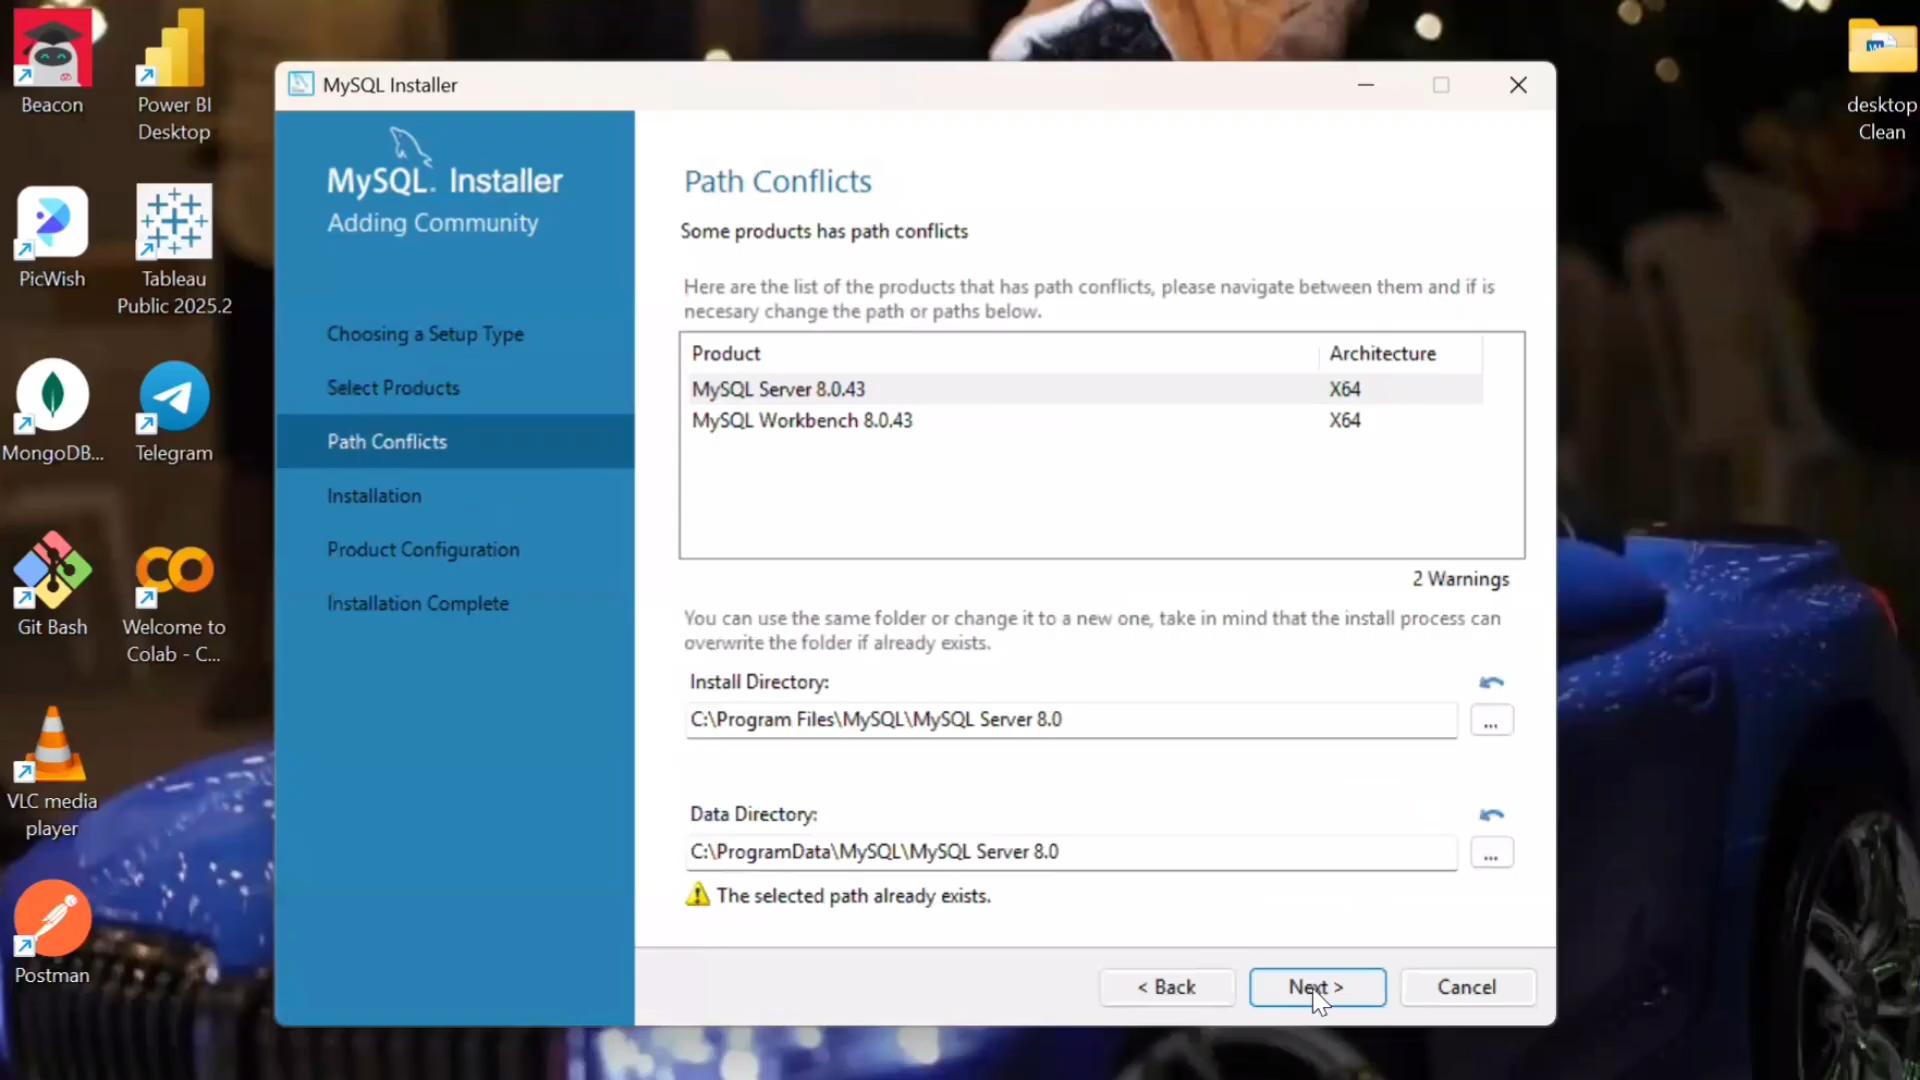 Beacon
Power BI
Desktop
PicWish
Tableau
Public 2025.2
MongoDB...
Telegram
Git Bash
Welcome to
Colab - C...
VLC media
player
Postman
desktop
Clean
MySQL Installer
MySQL. Installer
Adding Community
Choosing a Setup Type
Select Products
Path Conflicts
Installation
Product Configuration
Installation Complete
Path Conflicts
Some products has path conflicts
Here are the list of the products that has path conflicts, please navigate between them and if is
necesary change the path or paths below.
Product Architecture
MySQL Server 8.0.43 X64
MySQL Workbench 8.0.43 X64
2 Warnings
You can use the same folder or change it to a new one, take in mind that the install process can
overwrite the folder if already exists.
Install Directory:
C:\Program Files\MySQL\MySQL Server 8.0
...
Data Directory:
C:\ProgramData\MySQL\MySQL Server 8.0
...
The selected path already exists.
< Back
Next >
Cancel